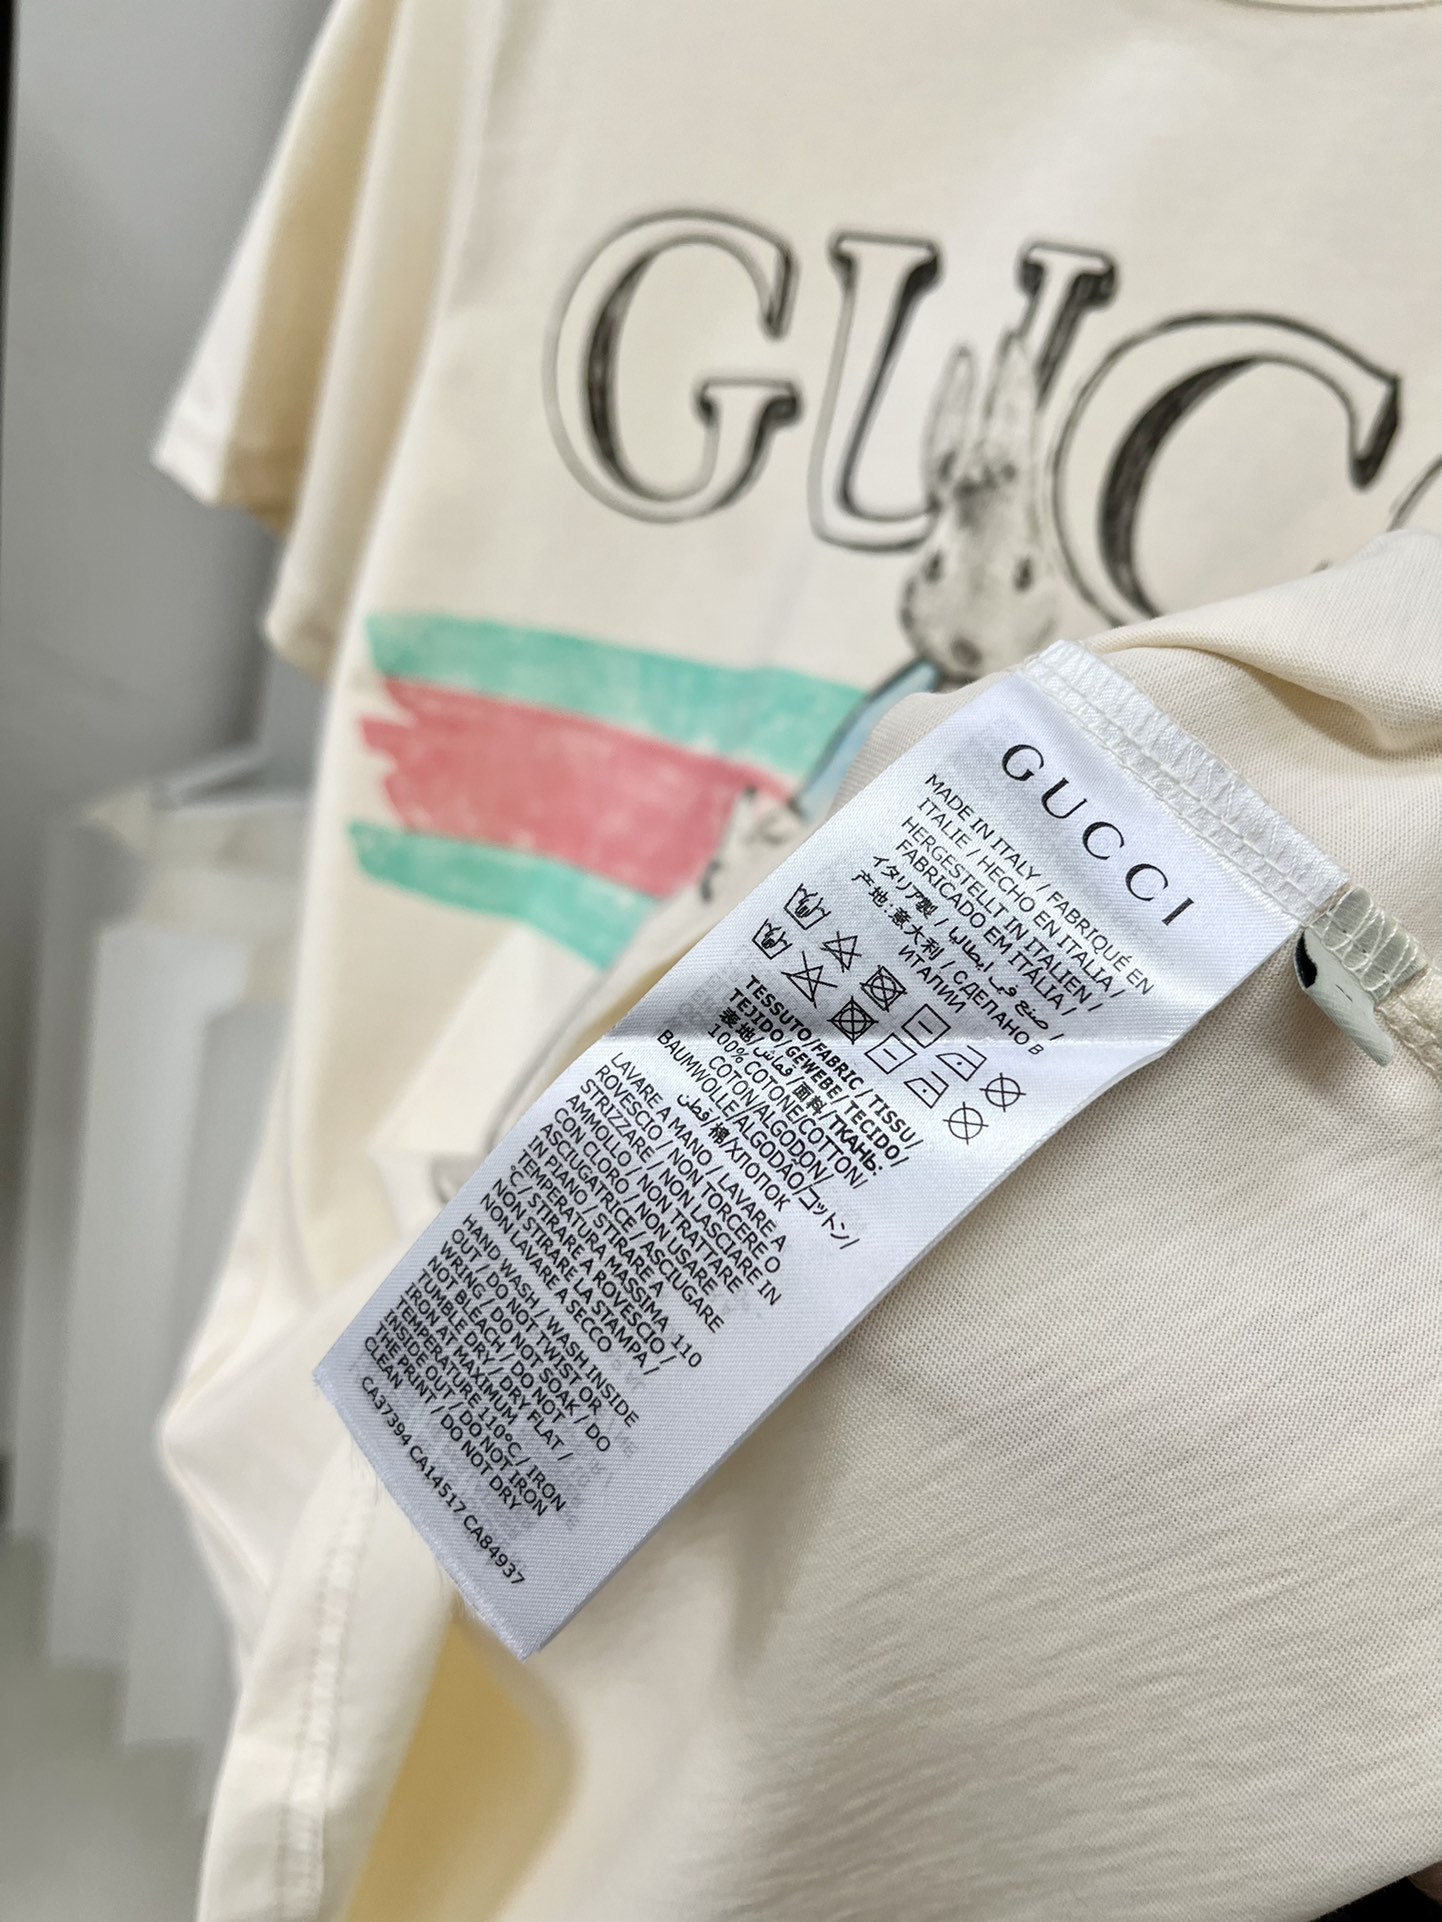 GUCC
GUCCI
MADE IN ITALY / FABRIQUÉ EN
ITALIE / HECHO EN ITALIA /
HERGESTELLT IN ITALIEN /
FABRICADO EM ITÁLIA /
イタリア製 / صنع في ايطاليا /
产地:意大利 / СДЕЛАНО В
ИТАЛИИ
TESSUTO/FABRIC / TISSU/
TEJIDO/GEWEBE/TECIDO/
表地/قماش/面料/ТКАНЬ:
100% COTONE/COTTON/
COTON/ALGODON/
BAUMWOLLE/ALGODÃO/コットン/
قطن/棉/ХЛОПОК
LAVARE A MANO / LAVARE A
ROVESCIO / NON TORCERE O
STRIZZARE / NON LASCIARE IN
AMMOLLO / NON TRATTARE
CON CLORO / NON USARE
ASCIUGATRICE / ASCIUGARE
IN PIANO / STIRARE A
TEMPERATURA MASSIMA 110
°C / STIRARE A ROVESCIO /
NON STIRARE LA STAMPA /
NON LAVARE A SECCO
HAND WASH / WASH INSIDE
OUT / DO NOT TWIST OR
WRING / DO NOT SOAK / DO
NOT BLEACH / DO NOT
TUMBLE DRY / DRY FLAT /
IRON AT MAXIMUM
TEMPERATURE 110°C / IRON
INSIDE OUT / DO NOT IRON
THE PRINT / DO NOT DRY
CLEAN
CA37394 CA14517 CA84937